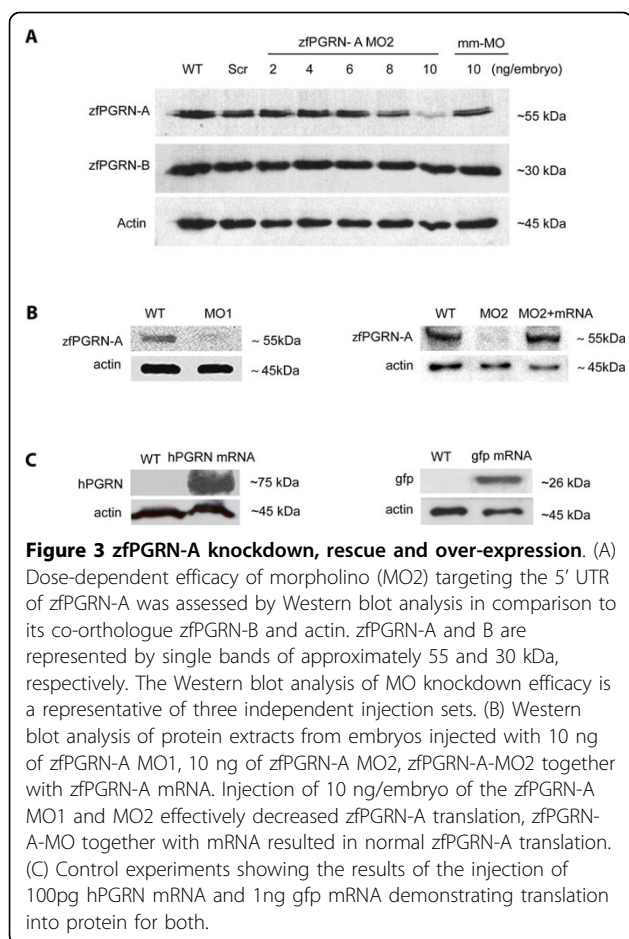 A
zfPGRN- A MO2 mm-MO
WT Scr 2 4 6 8 10 10 (ng/embryo)
zfPGRN-A ~55 kDa
zfPGRN-B ~30 kDa
Actin ~45 kDa
B
WT MO1
zfPGRN-A ~ 55kDa
actin ~ 45kDa
WT MO2 MO2+mRNA
zfPGRN-A ~ 55kDa
actin ~45kDa
C
WT hPGRN mRNA
hPGRN ~75 kDa
actin ~45 kDa
WT gfp mRNA
gfp ~26 kDa
actin ~45 kDa
Figure 3 zfPGRN-A knockdown, rescue and over-expression. (A)
Dose-dependent efficacy of morpholino (MO2) targeting the 5' UTR
of zfPGRN-A was assessed by Western blot analysis in comparison to
its co-orthologue zfPGRN-B and actin. zfPGRN-A and B are
represented by single bands of approximately 55 and 30 kDa,
respectively. The Western blot analysis of MO knockdown efficacy is
a representative of three independent injection sets. (B) Western
blot analysis of protein extracts from embryos injected with 10 ng
of zfPGRN-A MO1, 10 ng of zfPGRN-A MO2, zfPGRN-A-MO2 together
with zfPGRN-A mRNA. Injection of 10 ng/embryo of the zfPGRN-A
MO1 and MO2 effectively decreased zfPGRN-A translation, zfPGRN-
A-MO together with mRNA resulted in normal zfPGRN-A translation.
(C) Control experiments showing the results of the injection of
100pg hPGRN mRNA and 1ng gfp mRNA demonstrating translation
into protein for both.